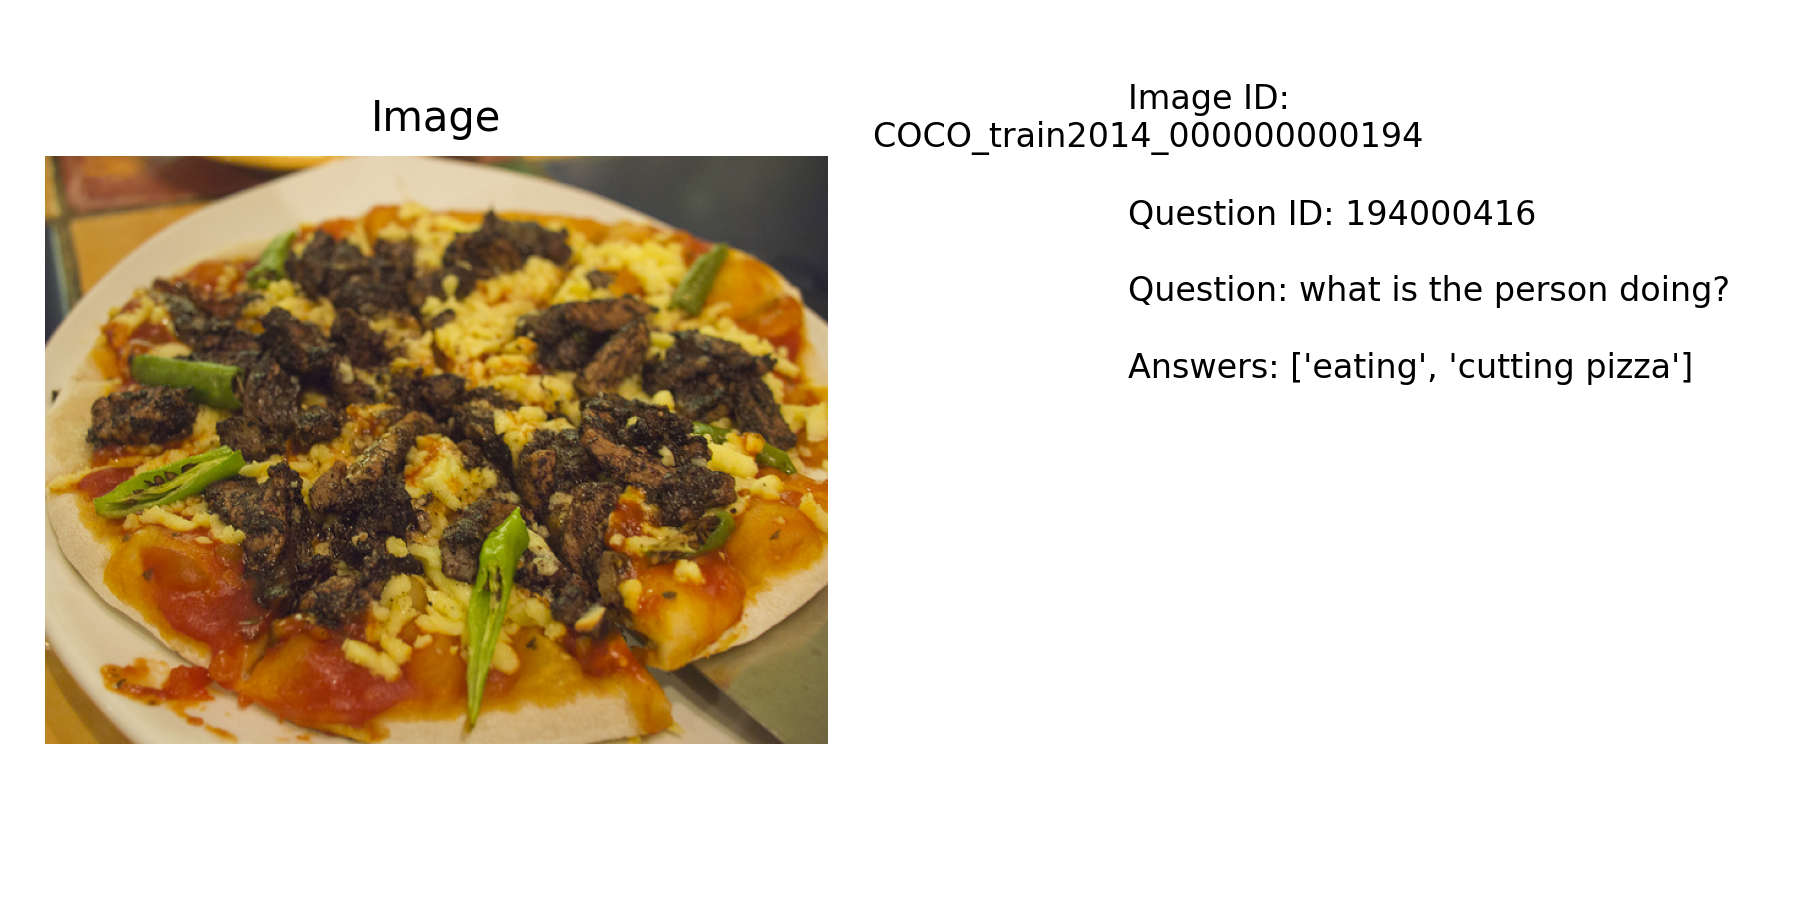 Image
Image ID:
COCO_train2014_000000000194
Question ID: 194000416
Question: what is the person doing?
Answers: ['eating', 'cutting pizza']